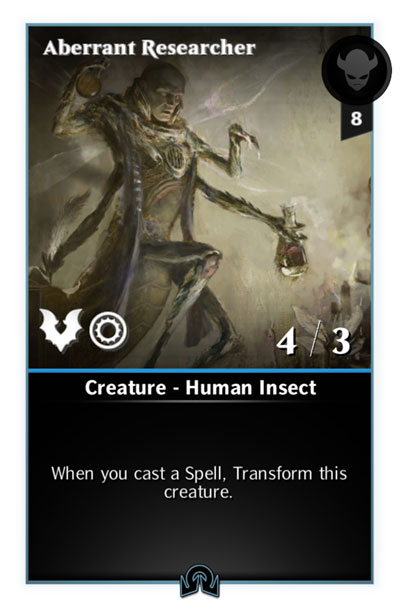 Aberrant Researcher
8
4 / 3
Creature - Human Insect
When you cast a Spell, Transform this
creature.